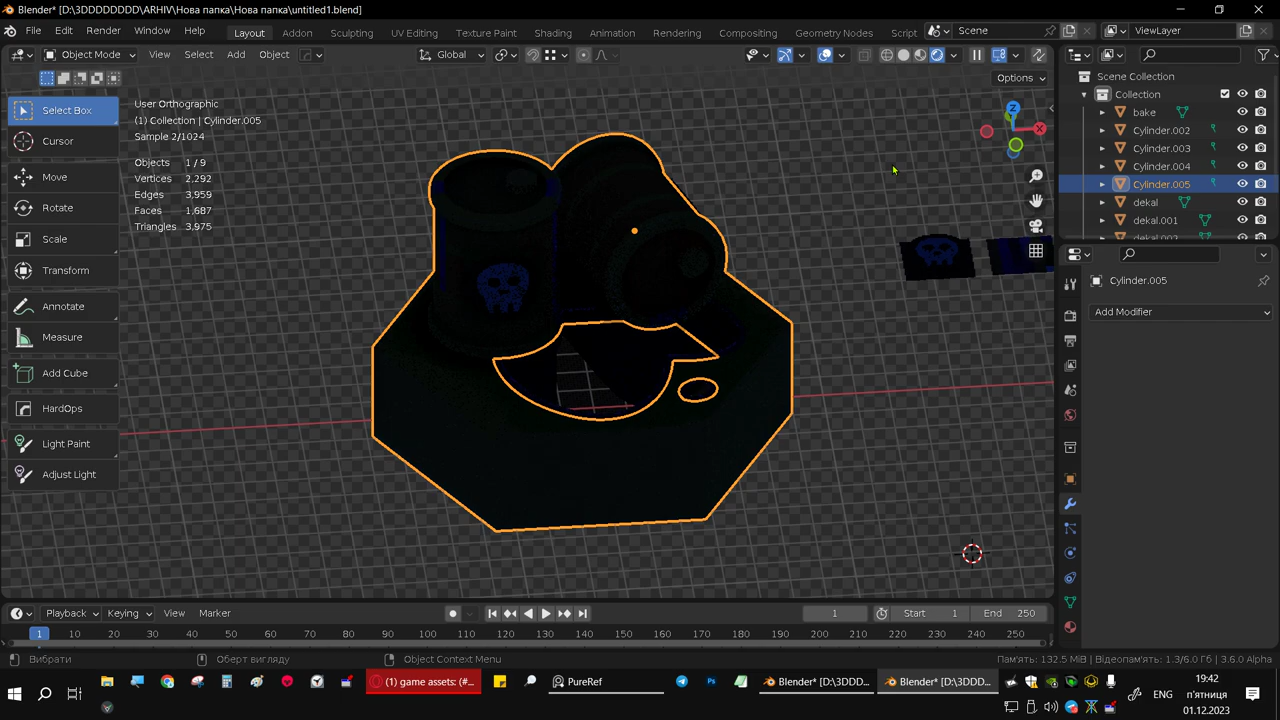 Blender* [D:\3DDDDDDDD\ARHIV\Нова папка\Нова папка\untitled1.blend]
File Edit Render Window Help Layout Addon Sculpting UV Editing Texture Paint Shading Animation Rendering Compositing Geometry Nodes Script Scene ViewLayer
Object Mode View Select Add Object Global
Options
Select Box
Cursor
Move
Rotate
Scale
Transform
Annotate
Measure
Add Cube
HardOps
Light Paint
Adjust Light
User Orthographic
(1) Collection | Cylinder.005
Sample 2/1024
Objects 1 / 9
Vertices 2,292
Edges 3,959
Faces 1,687
Triangles 3,975
Z
X
Scene Collection
Collection
bake
Cylinder.002
Cylinder.003
Cylinder.004
Cylinder.005
dekal
dekal.001
dekal.002
Cylinder.005
Add Modifier
Playback Keying View Marker 1 Start 1 End 250
1 10 20 30 40 50 60 70 80 90 100 110 120 130 140 150 160 170 180 190 200 210 220 230 240 250
Вибрати Оберт вигляду Object Context Menu Пам'ять: 132.5 MiB | Відеопам'ять: 1.3/6.0 Гб | 3.6.0 Alpha
(1) game assets: (#... PureRef Ps Blender* [D:\3DDD... Blender* [D:\3DDD...
ENG
19:42
п'ятниця
01.12.2023